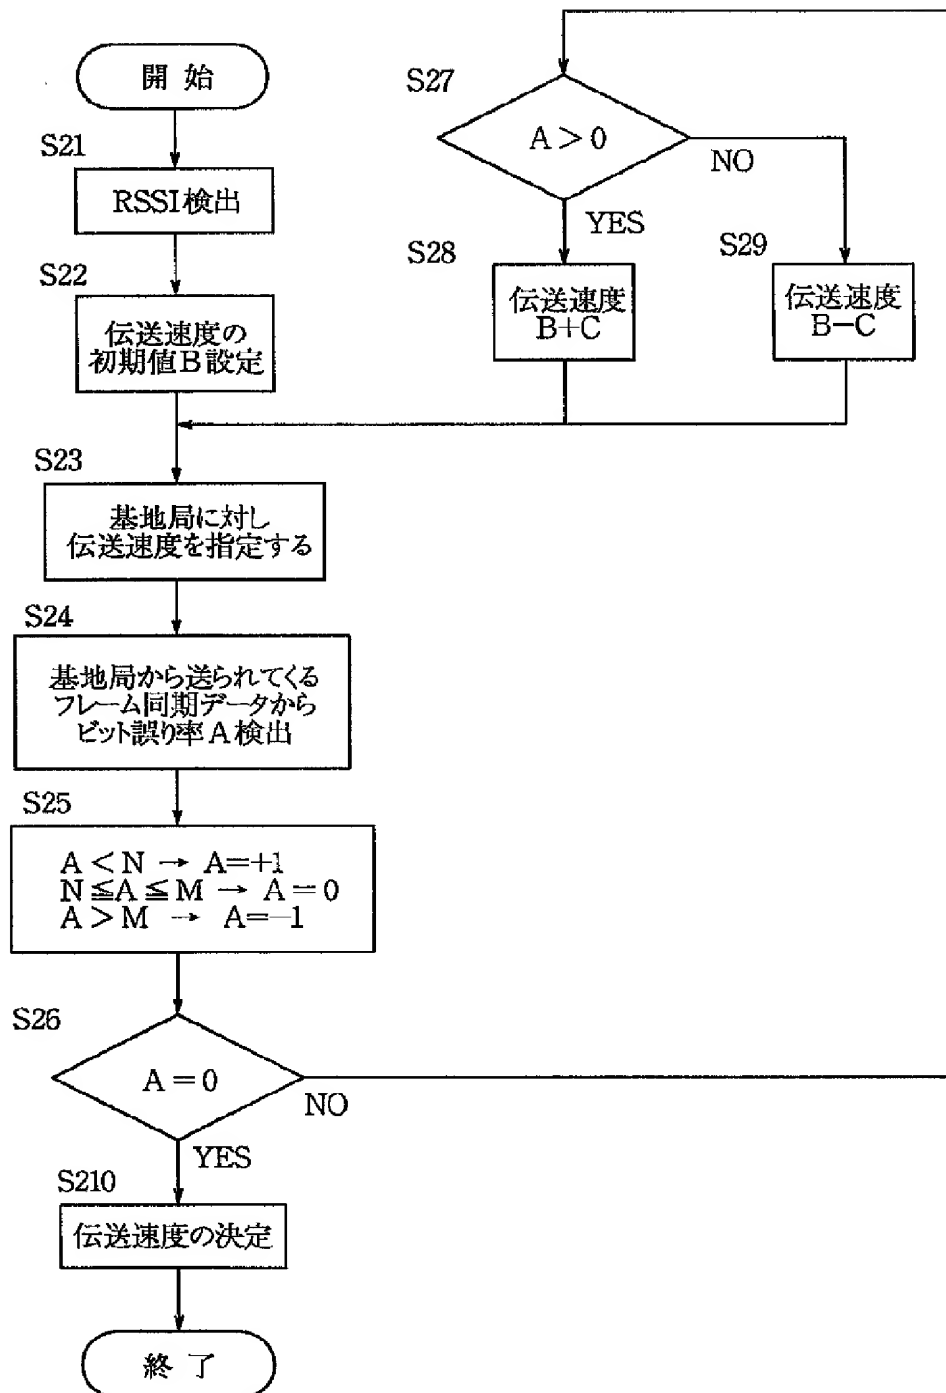 開始
S21
RSSI検出
S22
伝送速度の
初期値B設定
S23
基地局に対し
伝送速度を指定する
S24
基地局から送られてくる
フレーム同期データから
ビット誤り率A検出
S25
A<N → A=+1
N≦A≦M → A=0
A>M → A=−1
S26
A=0
NO
YES
S210
伝送速度の決定
終了
S27
A>0
NO
YES
S28
伝送速度
B+C
S29
伝送速度
B−C